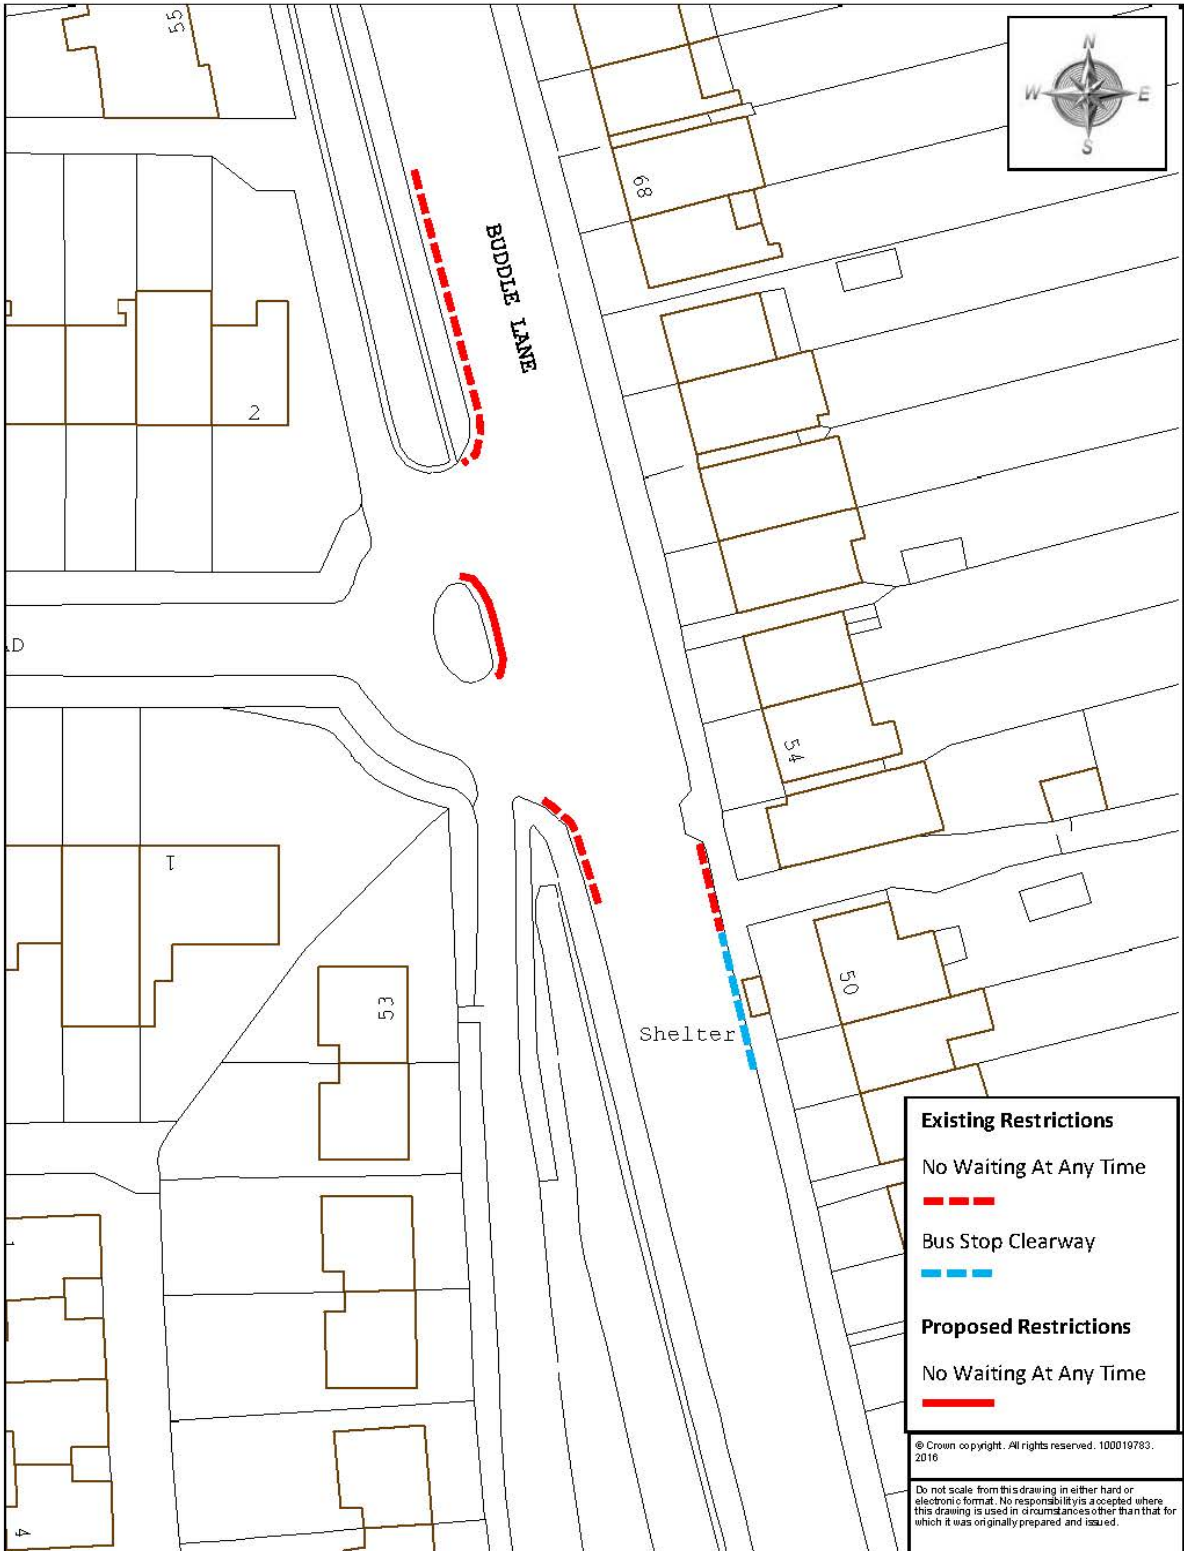 55
N
W
E
S
68
BUDDLE LANE
2
54
1
53
50
Shelter
4
Existing Restrictions
No Waiting At Any Time
Bus Stop Clearway
Proposed Restrictions
No Waiting At Any Time
© Crown copyright. All rights reserved. 100019783.
2016
Do not scale from this drawing in either hard or
electronic format. No responsibility is accepted where
this drawing is used in circumstances other than that for
which it was originally prepared and issued.